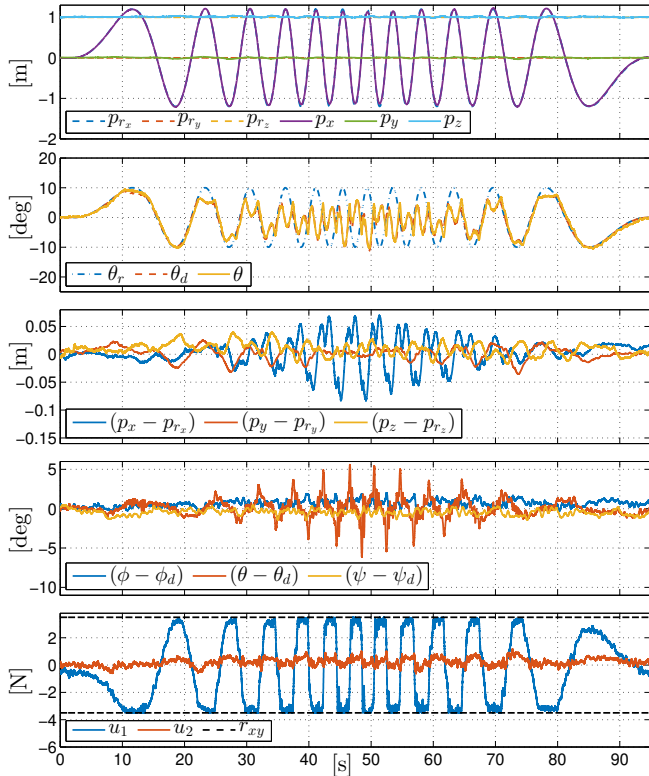 1
0
-1
-2
[m]
p_{r_x} p_{r_y} p_{r_z} p_x p_y p_z
20
10
0
-10
-20
[deg]
θ_r θ_d θ
0.05
0
-0.05
-0.1
-0.15
[m]
(p_x − p_{r_x}) (p_y − p_{r_y}) (p_z − p_{r_z})
5
0
-5
-10
[deg]
(ϕ − ϕ_d) (θ − θ_d) (ψ − ψ_d)
2
0
-2
-4
-6
[N]
u_1 u_2 r_{xy}
0 10 20 30 40 50 60 70 80 90
[s]